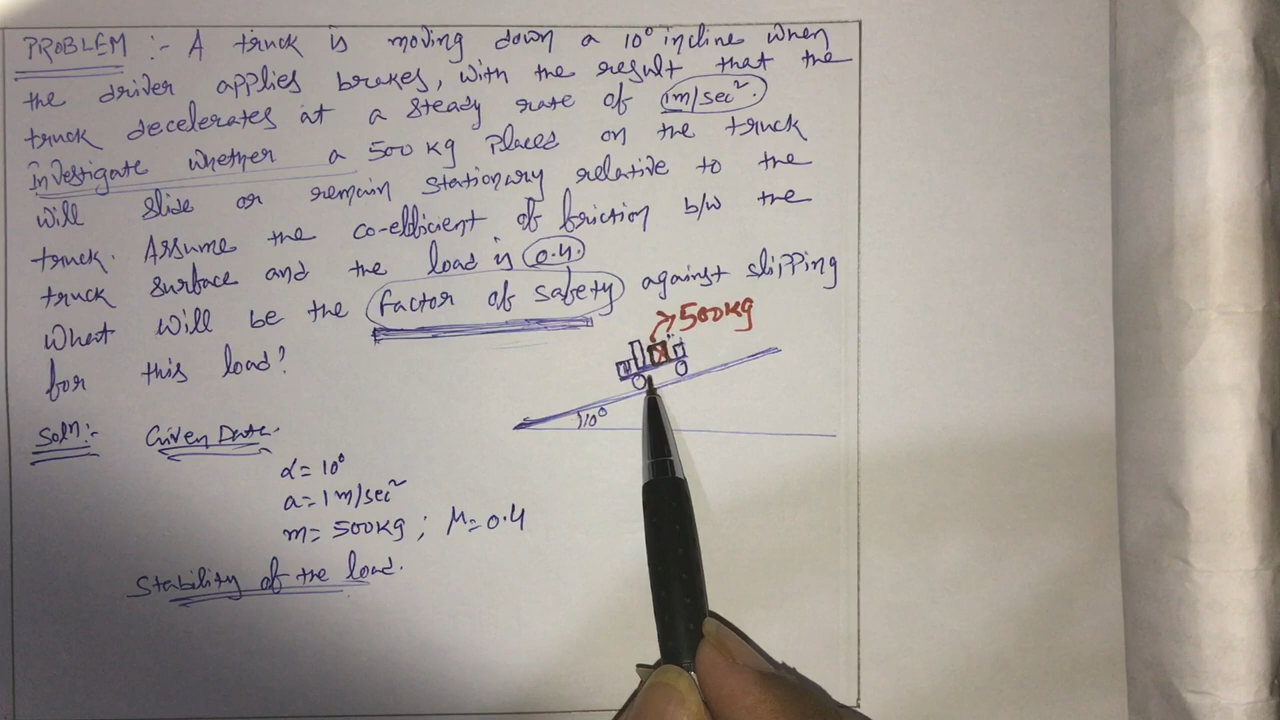 PROBLEM :- A truck is moving down a 10° incline when
the driver applies brakes, with the result that the
truck decelerates at a steady rate of 1m/sec².
Investigate whether a 500 kg places on the truck
will slide or remain stationary relative to the
truck. Assume the co-efficient of friction b/w the
truck surface and the load is 0.4.
What will be the factor of safety against slipping
for this load?
500kg
10°
Soln:- Given Data:-
α = 10°
a = 1m/sec²
m = 500kg ; μ = 0.4
Stability of the load.